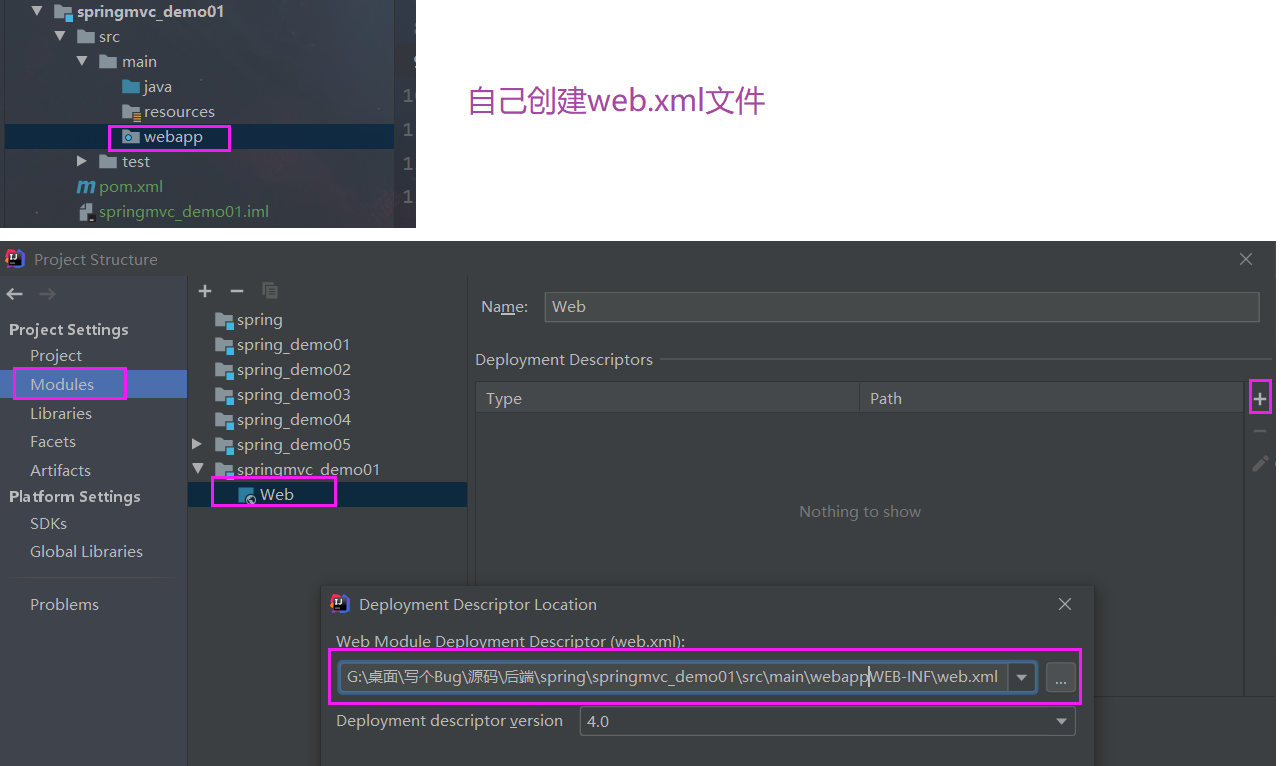 springmvc_demo01
src
main
java
resources
webapp
test
pom.xml
springmvc_demo01.iml
自己创建web.xml文件
Project Structure
Project Settings
Project
Modules
Libraries
Facets
Artifacts
Platform Settings
SDKs
Global Libraries
Problems
spring
spring_demo01
spring_demo02
spring_demo03
spring_demo04
spring_demo05
springmvc_demo01
Web
Name: Web
Deployment Descriptors
Type Path
Nothing to show
Deployment Descriptor Location
Web Module Deployment Descriptor (web.xml):
G:\桌面\写个Bug\源码\后端\spring\springmvc_demo01\src\main\webappWEB-INF\web.xml ...
Deployment descriptor version 4.0